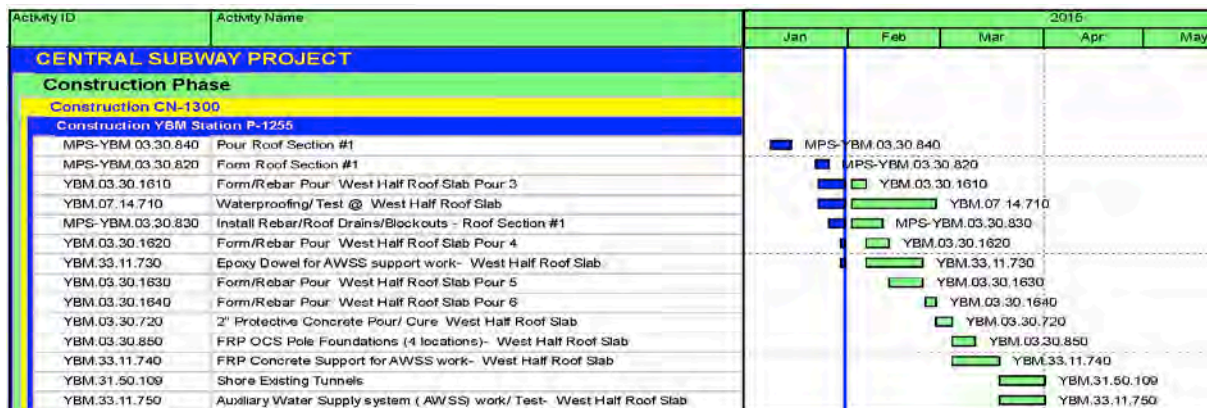 Activity ID Activity Name 2015
Jan Feb Mar Apr May
CENTRAL SUBWAY PROJECT
Construction Phase
Construction CN-1300
Construction YBM Station P-1255
MPS-YBM.03.30.840 Pour Roof Section #1 MPS-YBM.03.30.840
MPS-YBM.03.30.820 Form Roof Section #1 MPS-YBM.03.30.820
YBM.03.30.1610 Form/Rebar Pour West Half Roof Slab Pour 3 YBM.03.30.1610
YBM.07.14.710 Waterproofing/ Test @ West Half Roof Slab YBM.07.14.710
MPS-YBM.03.30.830 Install Rebar/Roof Drains/Blockouts - Roof Section #1 MPS-YBM.03.30.830
YBM.03.30.1620 Form/Rebar Pour West Half Roof Slab Pour 4 YBM.03.30.1620
YBM.33.11.730 Epoxy Dowel for AWSS support work- West Half Roof Slab YBM.33.11.730
YBM.03.30.1630 Form/Rebar Pour West Half Roof Slab Pour 5 YBM.03.30.1630
YBM.03.30.1640 Form/Rebar Pour West Half Roof Slab Pour 6 YBM.03.30.1640
YBM.03.30.720 2" Protective Concrete Pour/ Cure West Half Roof Slab YBM.03.30.720
YBM.03.30.850 FRP OCS Pole Foundations (4 locations)- West Half Roof Slab YBM.03.30.850
YBM.33.11.740 FRP Concrete Support for AWSS work- West Half Roof Slab YBM.33.11.740
YBM.31.50.109 Shore Existing Tunnels YBM.31.50.109
YBM.33.11.750 Auxiliary Water Supply system ( AWSS) work/ Test- West Half Roof Slab YBM.33.11.750